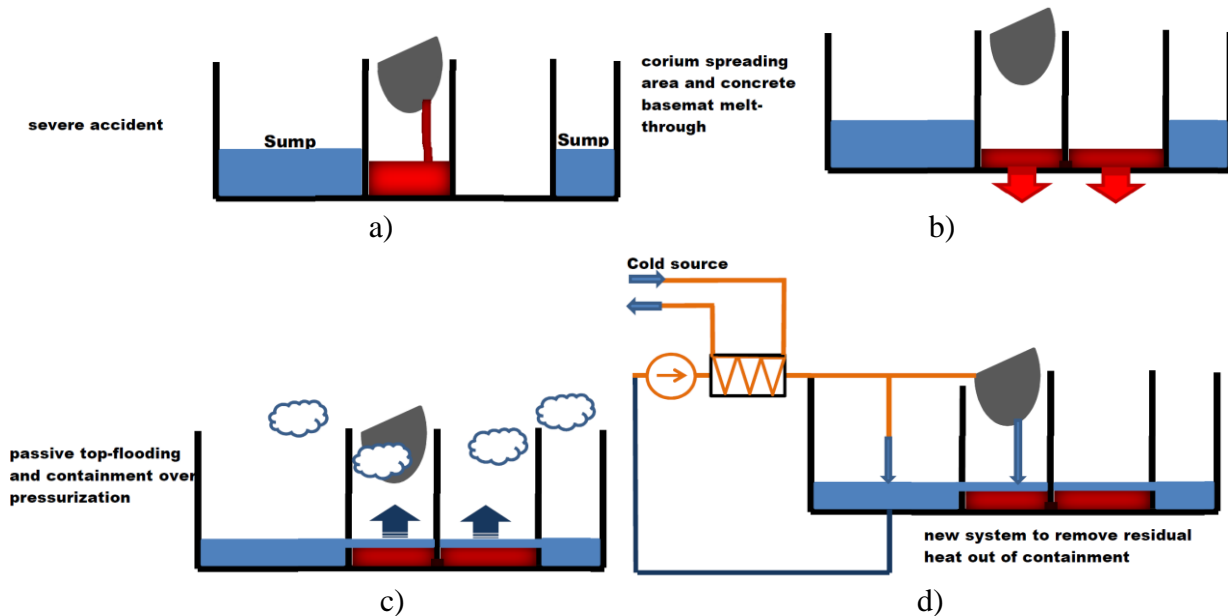 severe accident
Sump
Sump
a)
corium spreading
area and concrete
basemat melt-
through
b)
passive top-flooding
and containment over
pressurization
c)
Cold source
new system to remove residual
heat out of containment
d)